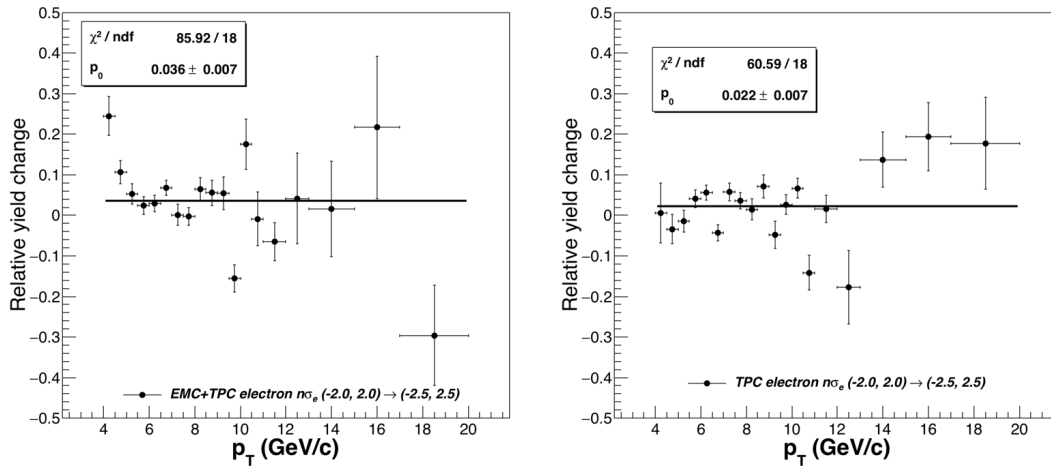 0.5
0.4
0.3
0.2
0.1
0
−0.1
−0.2
−0.3
−0.4
−0.5
Relative yield change
χ² / ndf 85.92 / 18
p₀ 0.036 ± 0.007
EMC+TPC electron nσₑ (-2.0, 2.0) → (-2.5, 2.5)
4 6 8 10 12 14 16 18 20
p_T (GeV/c)
0.5
0.4
0.3
0.2
0.1
0
−0.1
−0.2
−0.3
−0.4
−0.5
Relative yield change
χ² / ndf 60.59 / 18
p₀ 0.022 ± 0.007
TPC electron nσₑ (-2.0, 2.0) → (-2.5, 2.5)
4 6 8 10 12 14 16 18 20
p_T (GeV/c)